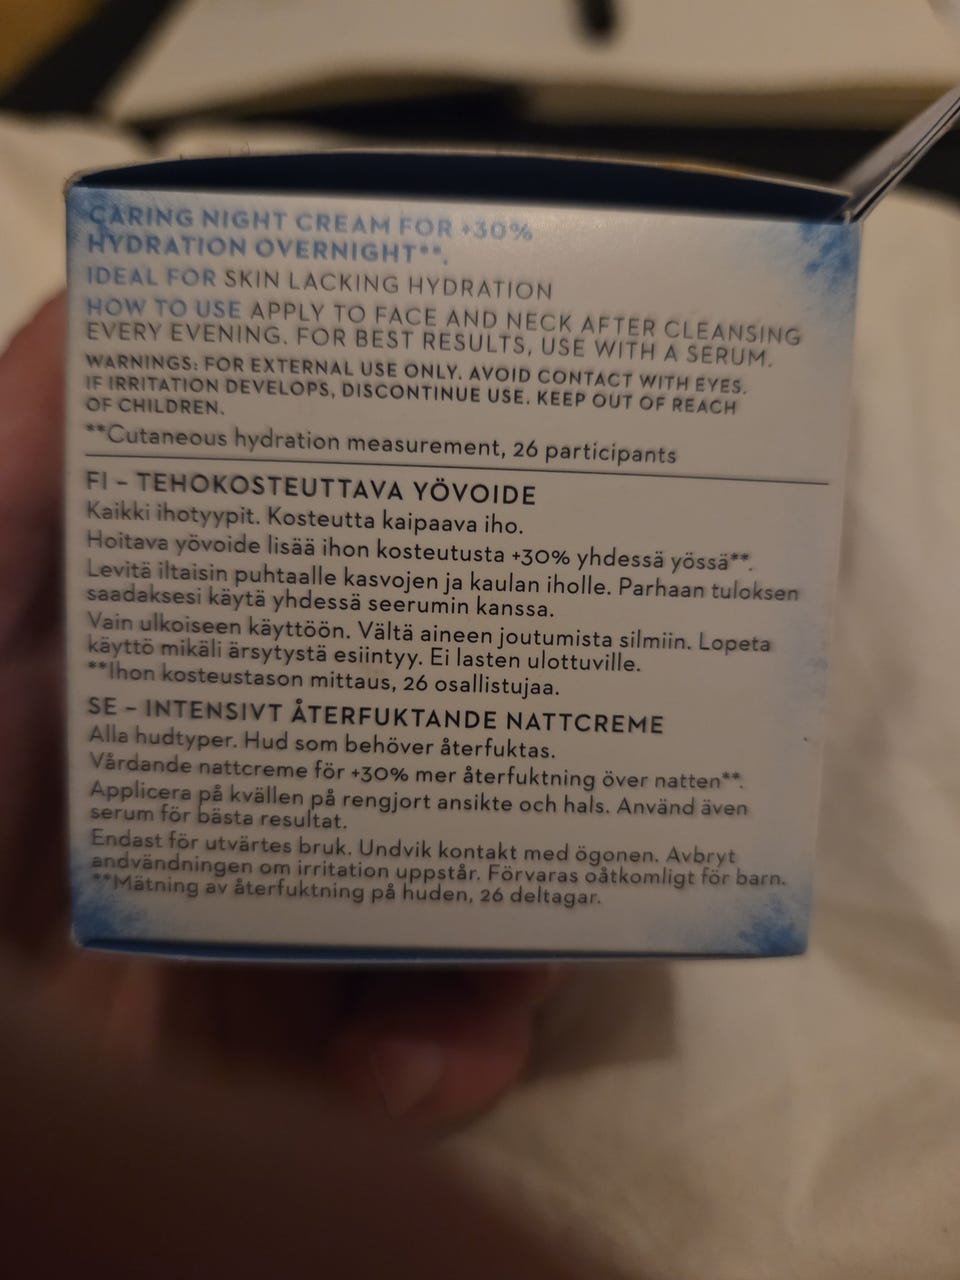 CARING NIGHT CREAM FOR +30%
HYDRATION OVERNIGHT**.
IDEAL FOR SKIN LACKING HYDRATION
HOW TO USE APPLY TO FACE AND NECK AFTER CLEANSING
EVERY EVENING. FOR BEST RESULTS, USE WITH A SERUM.
WARNINGS: FOR EXTERNAL USE ONLY. AVOID CONTACT WITH EYES.
IF IRRITATION DEVELOPS, DISCONTINUE USE. KEEP OUT OF REACH
OF CHILDREN.
**Cutaneous hydration measurement, 26 participants
FI – TEHOKOSTEUTTAVA YÖVOIDE
Kaikki ihotyypit. Kosteutta kaipaava iho.
Hoitava yövoide lisää ihon kosteutusta +30% yhdessä yössä**.
Levitä iltaisin puhtaalle kasvojen ja kaulan iholle. Parhaan tuloksen
saadaksesi käytä yhdessä seerumin kanssa.
Vain ulkoiseen käyttöön. Vältä aineen joutumista silmiin. Lopeta
käyttö mikäli ärsytystä esiintyy. Ei lasten ulottuville.
**Ihon kosteustason mittaus, 26 osallistujaa.
SE – INTENSIVT ÅTERFUKTANDE NATTCREME
Alla hudtyper. Hud som behöver återfuktas.
Vårdande nattcreme för +30% mer återfuktning över natten**.
Applicera på kvällen på rengjort ansikte och hals. Använd även
serum för bästa resultat.
Endast för utvärtes bruk. Undvik kontakt med ögonen. Avbryt
andvändningen om irritation uppstår. Förvaras oåtkomligt för barn.
**Mätning av återfuktning på huden, 26 deltagar.